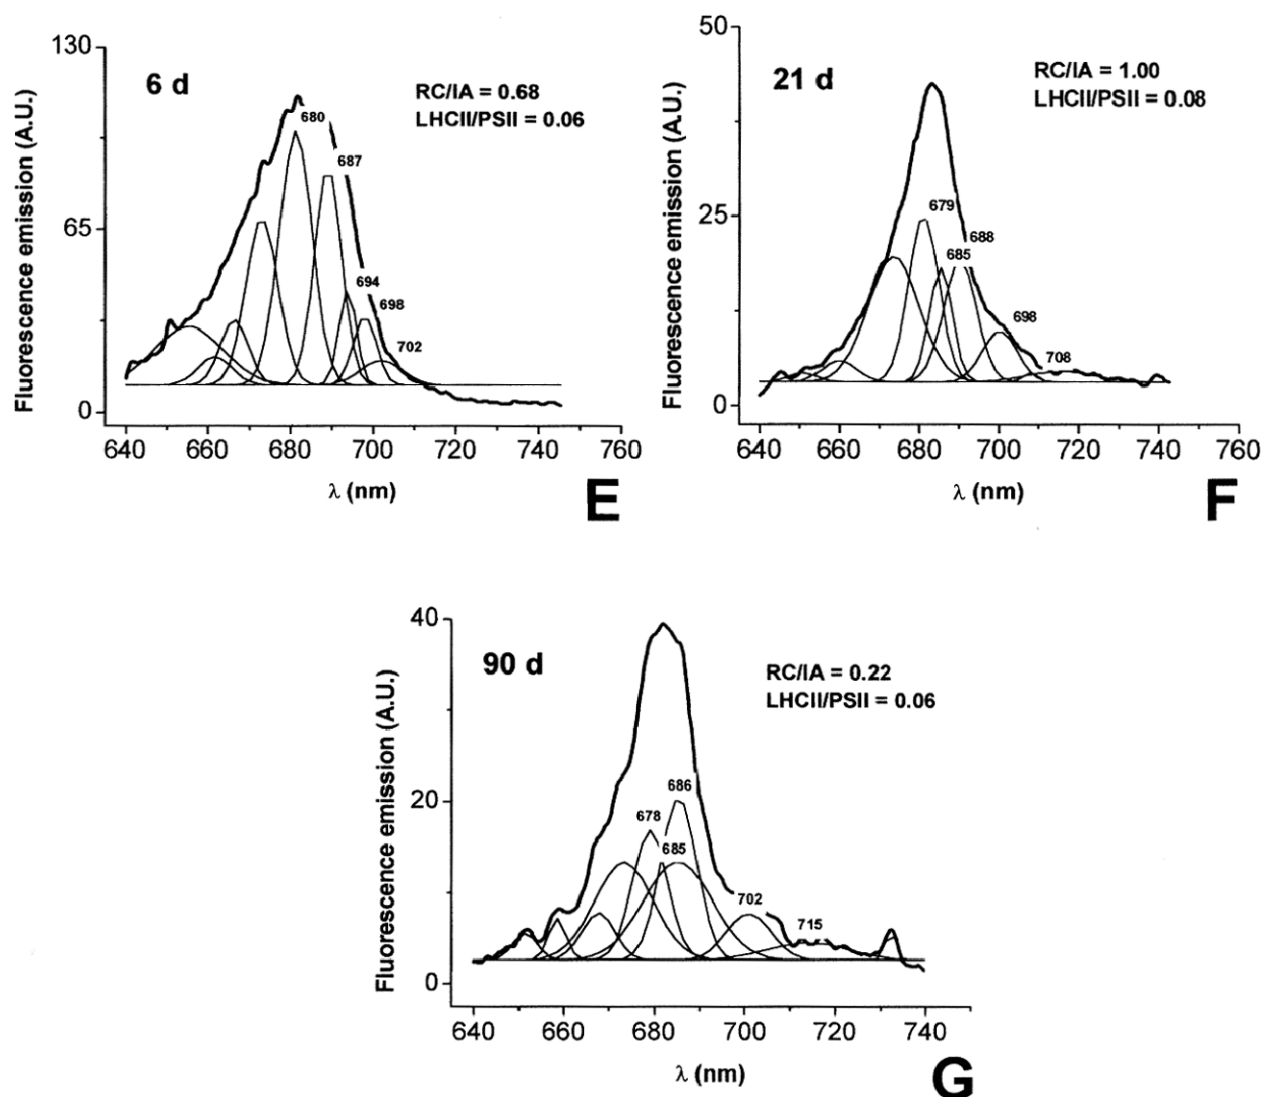 130
65
0
Fluorescence emission (A.U.)
6 d
RC/IA = 0.68
LHCII/PSII = 0.06
680
687
694
698
702
640 660 680 700 720 740 760
λ (nm)
E
50
25
0
Fluorescence emission (A.U.)
21 d
RC/IA = 1.00
LHCII/PSII = 0.08
679
688
685
698
708
640 660 680 700 720 740 760
λ (nm)
F
40
20
0
Fluorescence emission (A.U.)
90 d
RC/IA = 0.22
LHCII/PSII = 0.06
686
678
685
702
715
640 660 680 700 720 740
λ (nm)
G